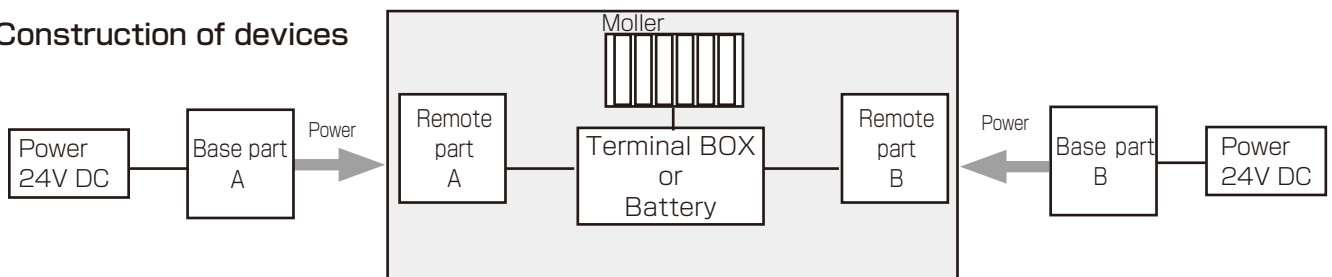 Construction of devices
Moller
Power
24V DC
Base part
A
Power
Remote
part
A
Terminal BOX
or
Battery
Remote
part
B
Power
Base part
B
Power
24V DC